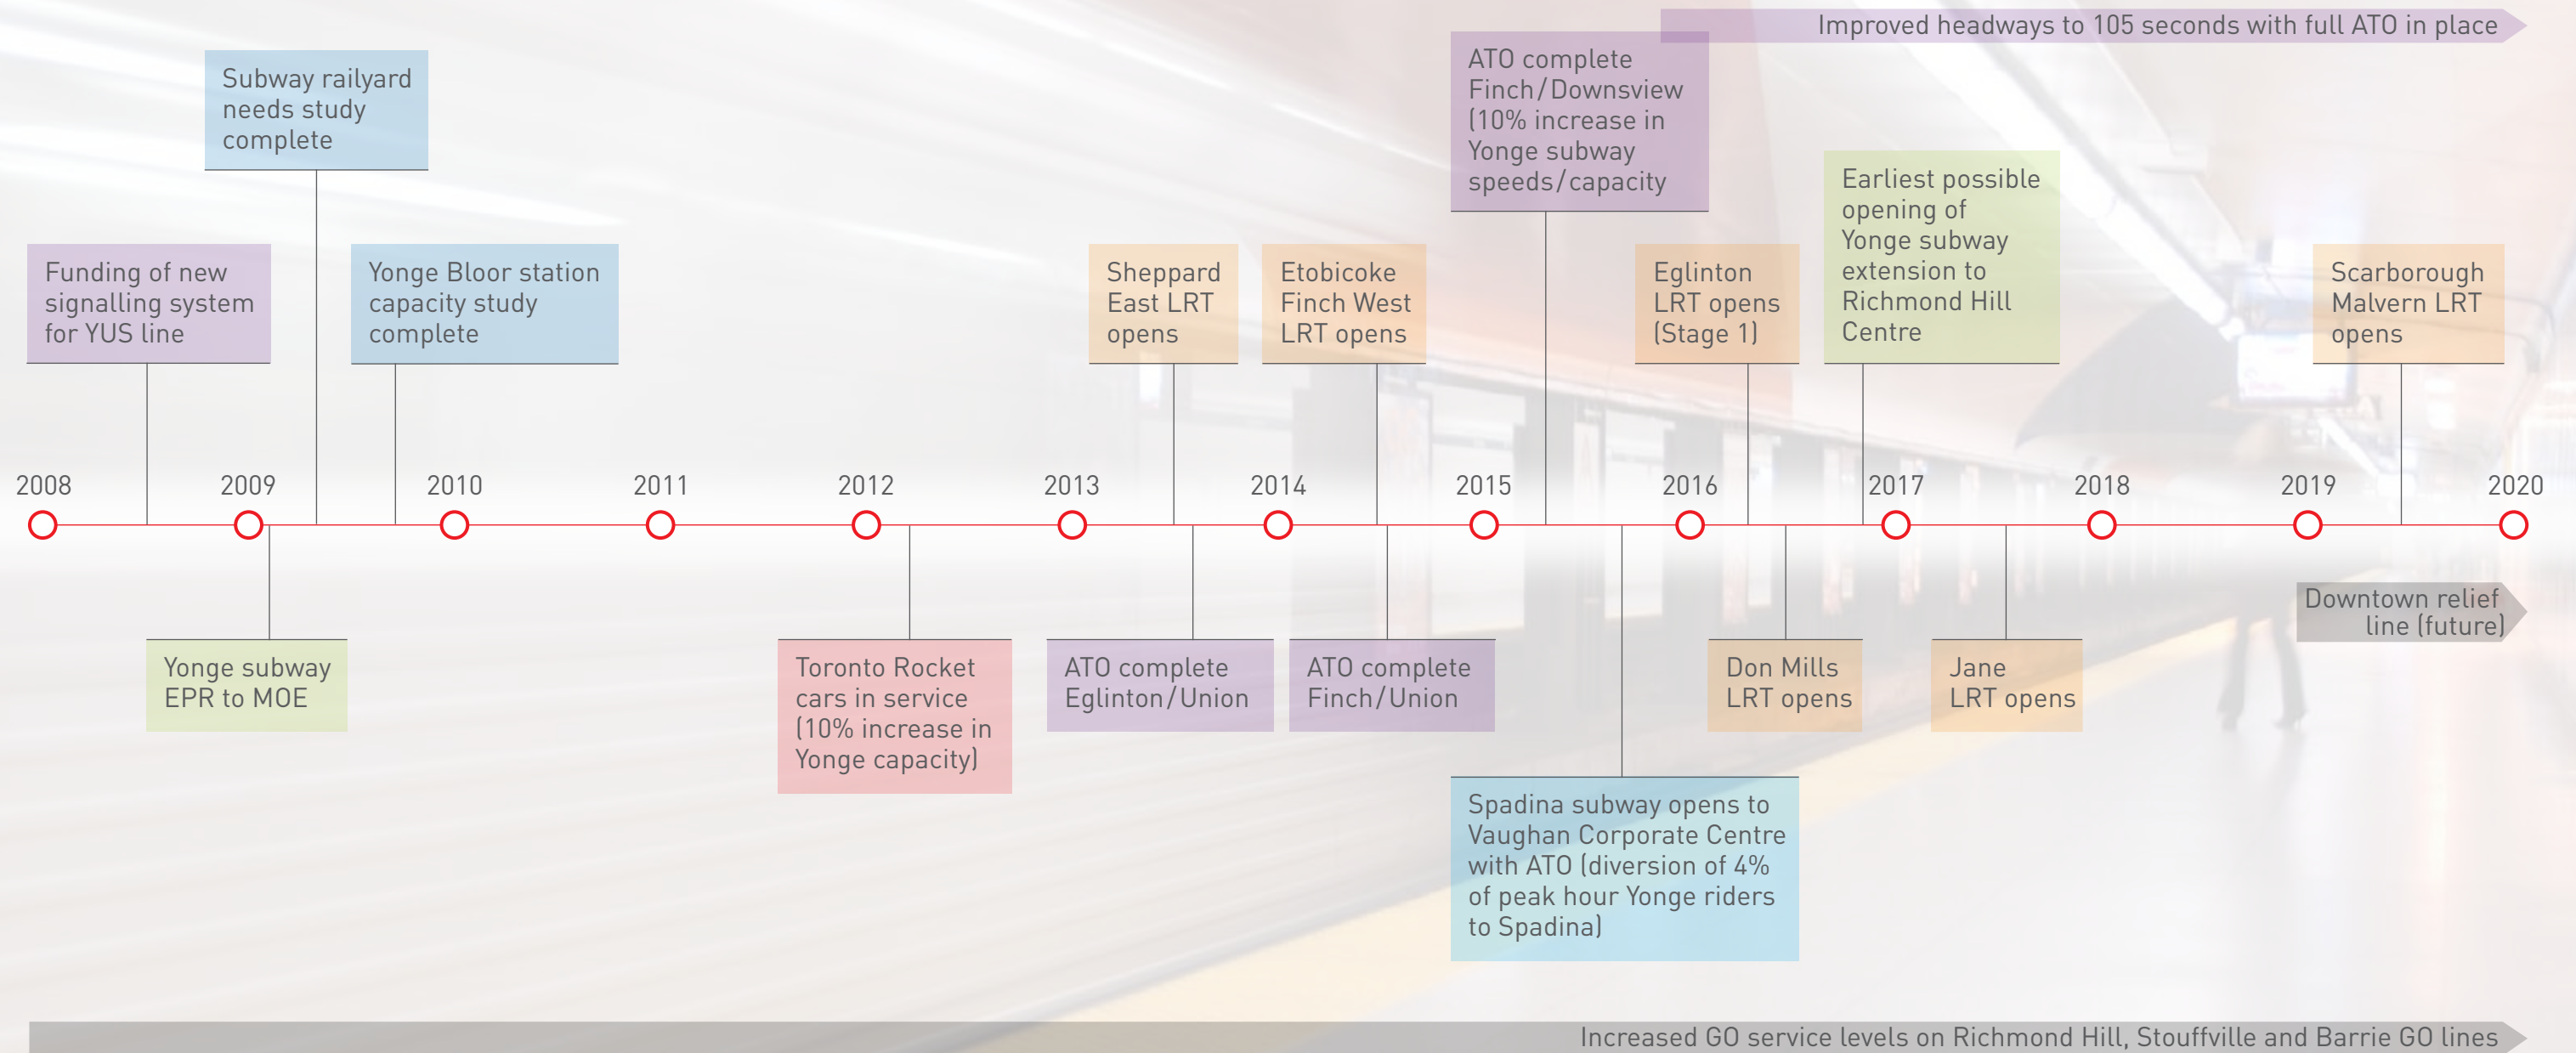 Improved headways to 105 seconds with full ATO in place
Subway railyard
needs study
complete
ATO complete
Finch/Downsview
(10% increase in
Yonge subway
speeds/capacity
Earliest possible
opening of
Yonge subway
extension to
Richmond Hill
Centre
Funding of new
signalling system
for YUS line
Yonge Bloor station
capacity study
complete
Sheppard
East LRT
opens
Etobicoke
Finch West
LRT opens
Eglinton
LRT opens
(Stage 1)
Scarborough
Malvern LRT
opens
2008
2009
2010
2011
2012
2013
2014
2015
2016
2017
2018
2019
2020
Downtown relief
line (future)
Yonge subway
EPR to MOE
Toronto Rocket
cars in service
(10% increase in
Yonge capacity)
ATO complete
Eglinton/Union
ATO complete
Finch/Union
Don Mills
LRT opens
Jane
LRT opens
Spadina subway opens to
Vaughan Corporate Centre
with ATO (diversion of 4%
of peak hour Yonge riders
to Spadina)
Increased GO service levels on Richmond Hill, Stouffville and Barrie GO lines